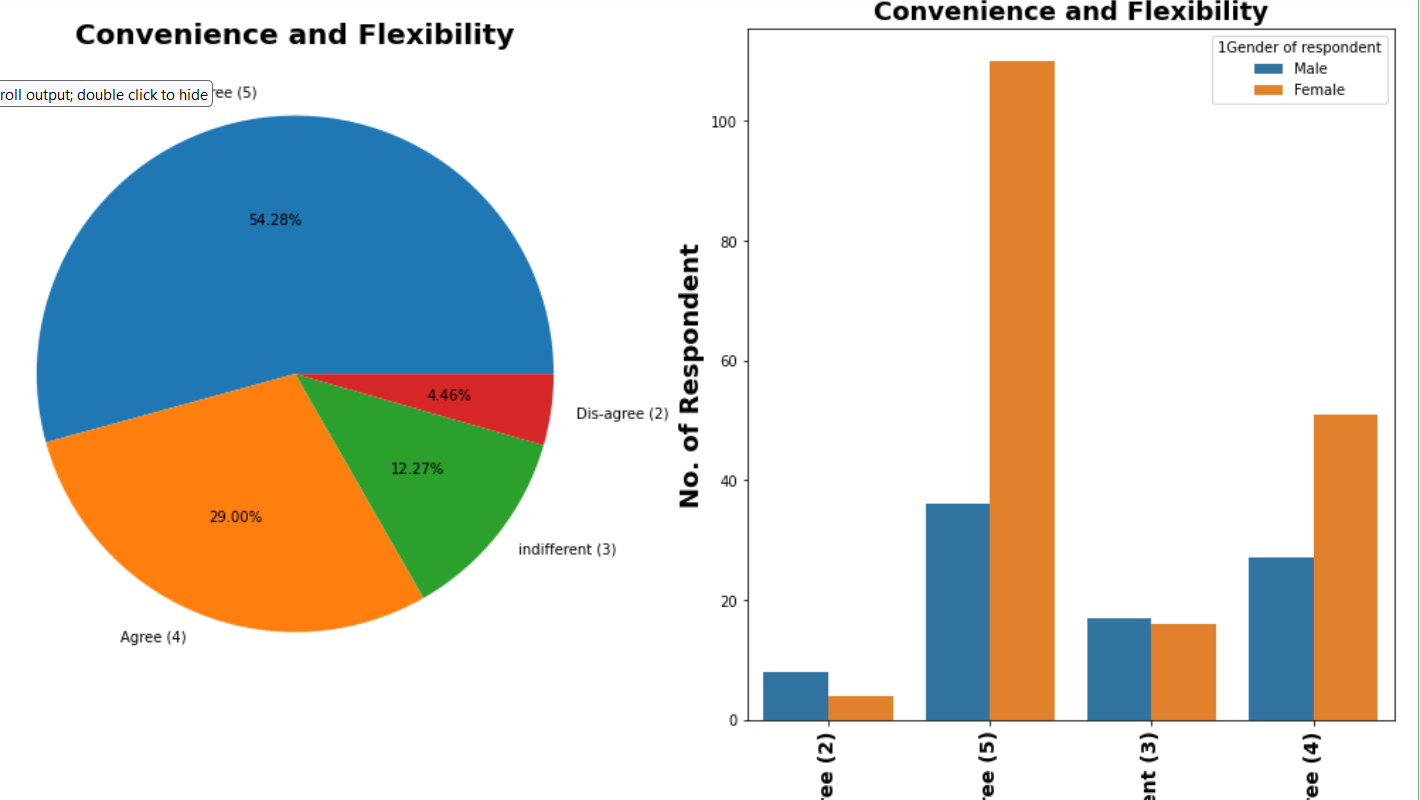 Convenience and Flexibility
roll output; double click to hide
ree (5)
54.28%
4.46%
Dis-agree (2)
12.27%
29.00%
indifferent (3)
Agree (4)
Convenience and Flexibility
1Gender of respondent
Male
Female
No. of Respondent
100
80
60
40
20
0
ree (2)
ree (5)
ent (3)
ree (4)